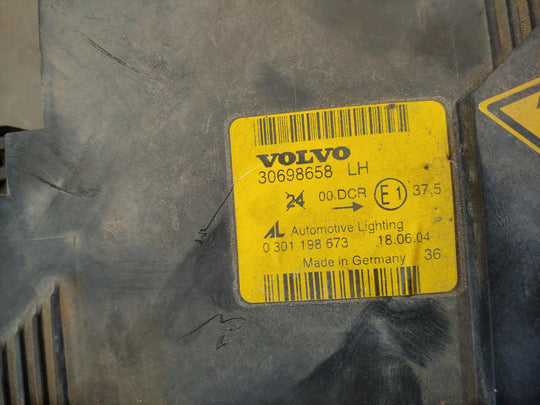 VOLVO
30698658 LH
24 00 DCR → E1 37.5
AL Automotive Lighting
0 301 198 673 18.06.04
Made in Germany 36